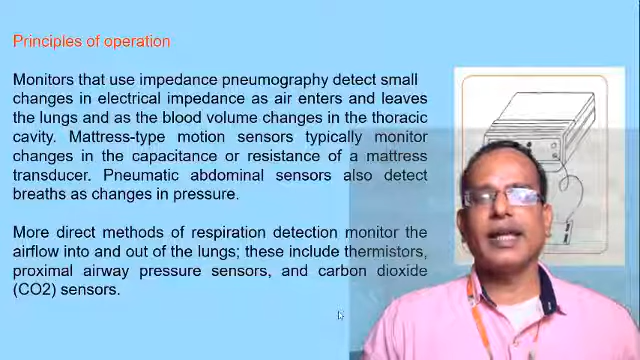 Principles of operation
Monitors that use impedance pneumography detect small
changes in electrical impedance as air enters and leaves
the lungs and as the blood volume changes in the thoracic
cavity. Mattress-type motion sensors typically monitor
changes in the capacitance or resistance of a mattress
transducer. Pneumatic abdominal sensors also detect
breaths as changes in pressure.
More direct methods of respiration detection monitor the
airflow into and out of the lungs; these include thermistors,
proximal airway pressure sensors, and carbon dioxide
(CO2) sensors.